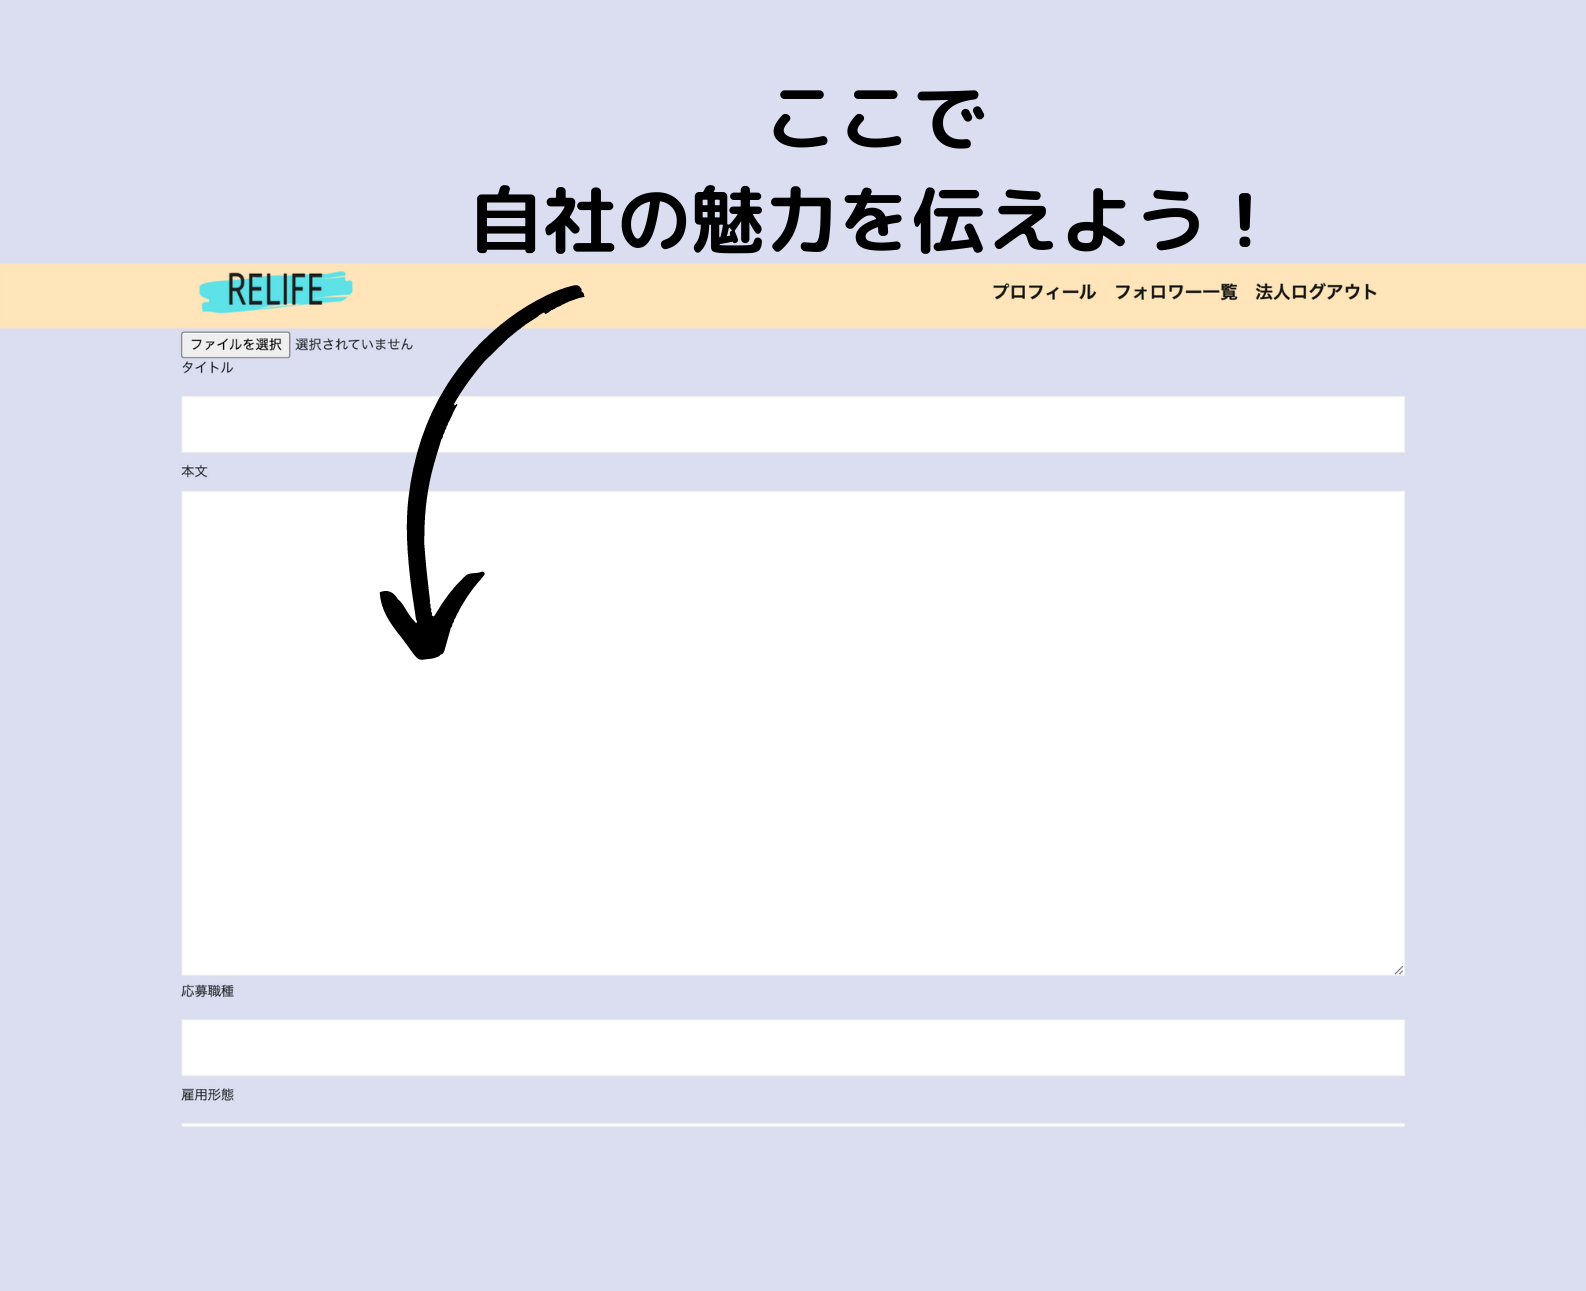 ここで
自社の魅力を伝えよう！
RELIFE
プロフィール フォロワー一覧 法人ログアウト
ファイルを選択 選択されていません
タイトル
本文
応募職種
雇用形態